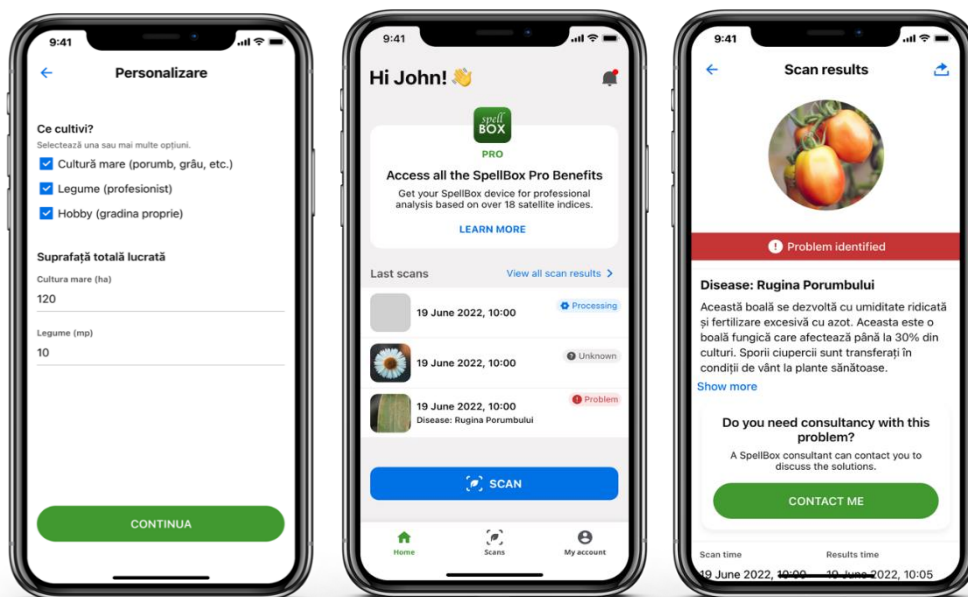 9:41
Personalizare
Ce cultivi?
Selectează una sau mai multe opțiuni.
Cultură mare (porumb, grâu, etc.)
Legume (profesionist)
Hobby (gradina proprie)
Suprafață totală lucrată
Cultura mare (ha)
120
Legume (mp)
10
CONTINUA
9:41
Hi John! 👋
spell
BOX
PRO
Access all the SpellBox Pro Benefits
Get your SpellBox device for professional
analysis based on over 18 satellite indices.
LEARN MORE
Last scans View all scan results >
19 June 2022, 10:00 Processing
19 June 2022, 10:00 Unknown
19 June 2022, 10:00 Problem
Disease: Rugina Porumbului
SCAN
Home Scans My account
9:41
Scan results
Problem identified
Disease: Rugina Porumbului
Această boală se dezvoltă cu umiditate ridicată
și fertilizare excesivă cu azot. Aceasta este o
boală fungică care afectează până la 30% din
culturi. Sporii ciupercii sunt transferați în
condiții de vânt la plante sănătoase.
Show more
Do you need consultancy with this
problem?
A SpellBox consultant can contact you to
discuss the solutions.
CONTACT ME
Scan time Results time
19 June 2022, 10:00 19 June 2022, 10:05